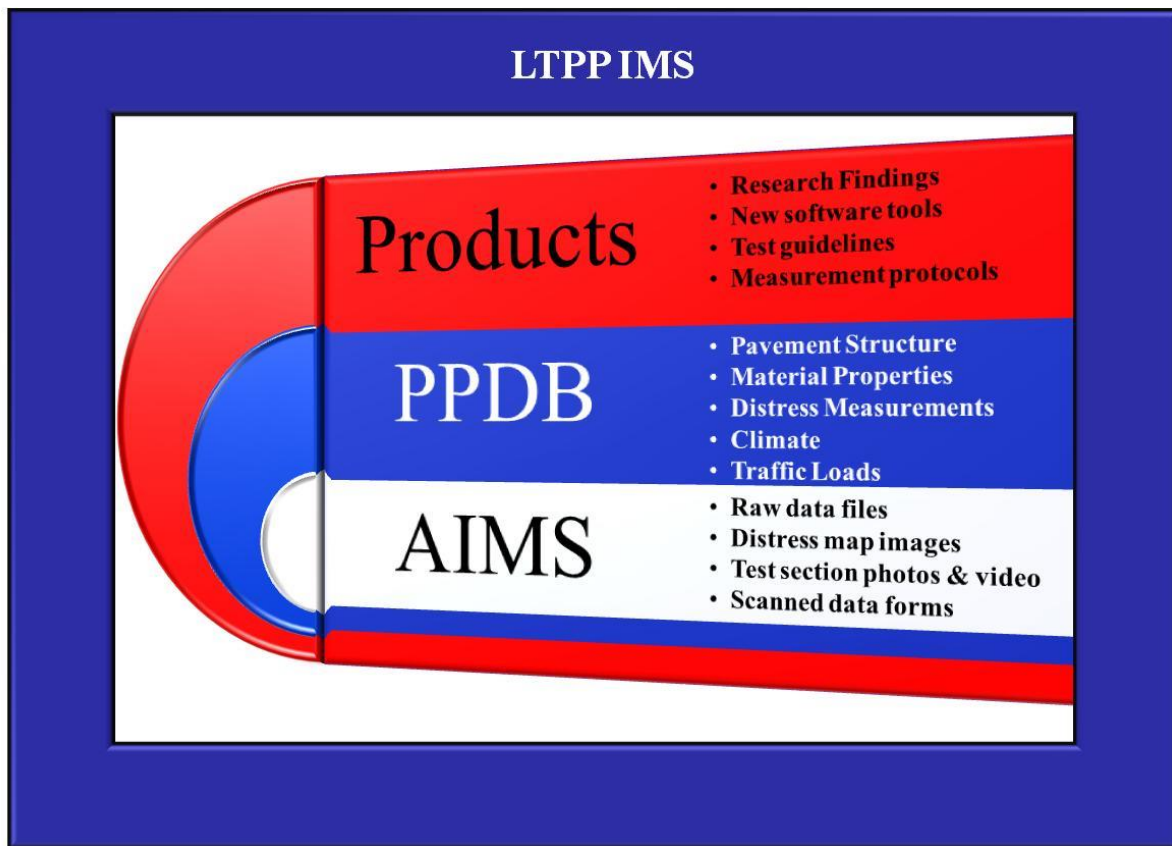 LTPP IMS
Products
• Research Findings
• New software tools
• Test guidelines
• Measurement protocols
PPDB
• Pavement Structure
• Material Properties
• Distress Measurements
• Climate
• Traffic Loads
AIMS
• Raw data files
• Distress map images
• Test section photos & video
• Scanned data forms